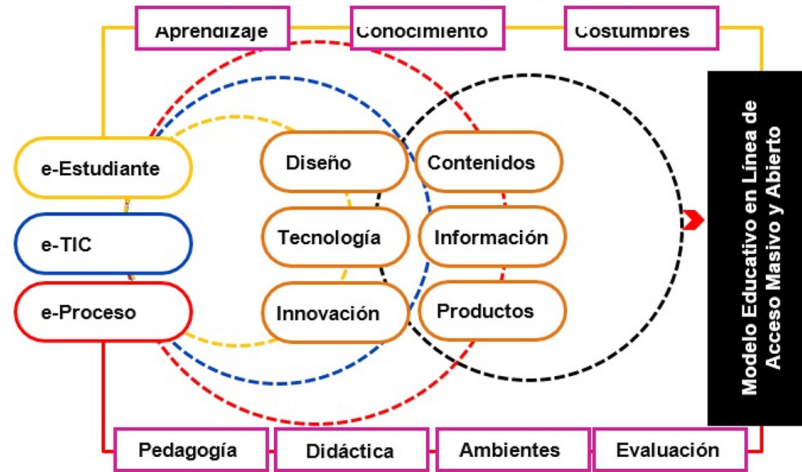 Aprendizaje Conocimiento Costumbres
e-Estudiante Diseño Contenidos
e-TIC Tecnología Información
e-Proceso Innovación Productos
Modelo Educativo en Línea de
Acceso Masivo y Abierto
Pedagogía Didáctica Ambientes Evaluación